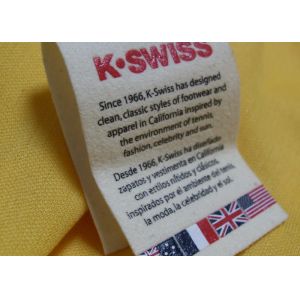 K•SWISS
Since 1966, K-Swiss has designed
clean, classic styles of footwear and
apparel in California inspired by
the environment of tennis,
fashion, celebrity and sun.
Desde 1966, K-Swiss ha diseñado
zapatos y vestimenta en California
con estilos nítidos y clásicos,
inspirados por el ambiente del tenis,
la moda, la celebridad y el sol.